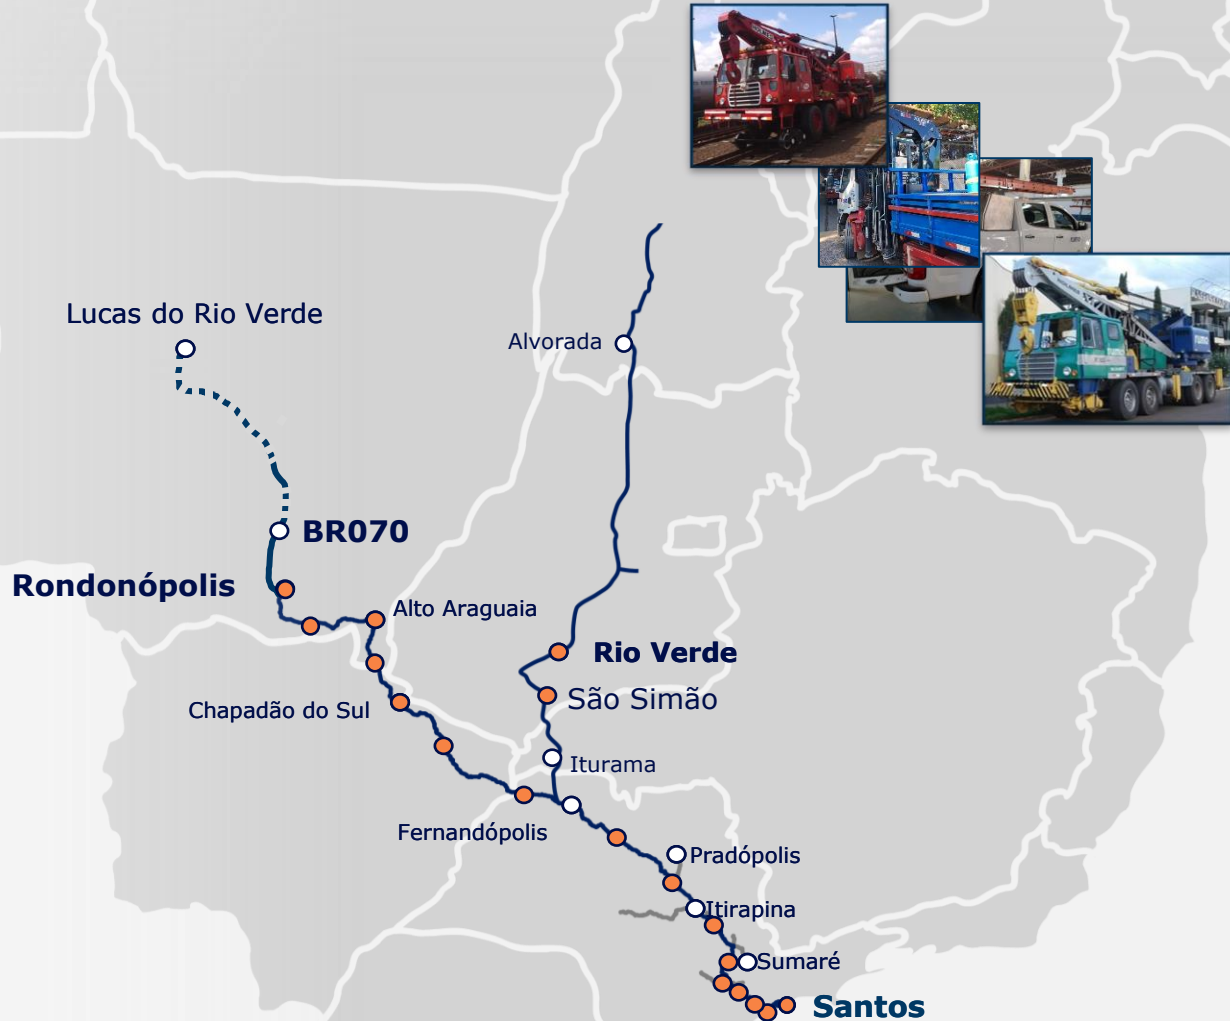 Lucas do Rio Verde
Alvorada
BR070
Rondonópolis
Alto Araguaia
Rio Verde
São Simão
Chapadão do Sul
Iturama
Fernandópolis
Pradópolis
Itirapina
Sumaré
Santos